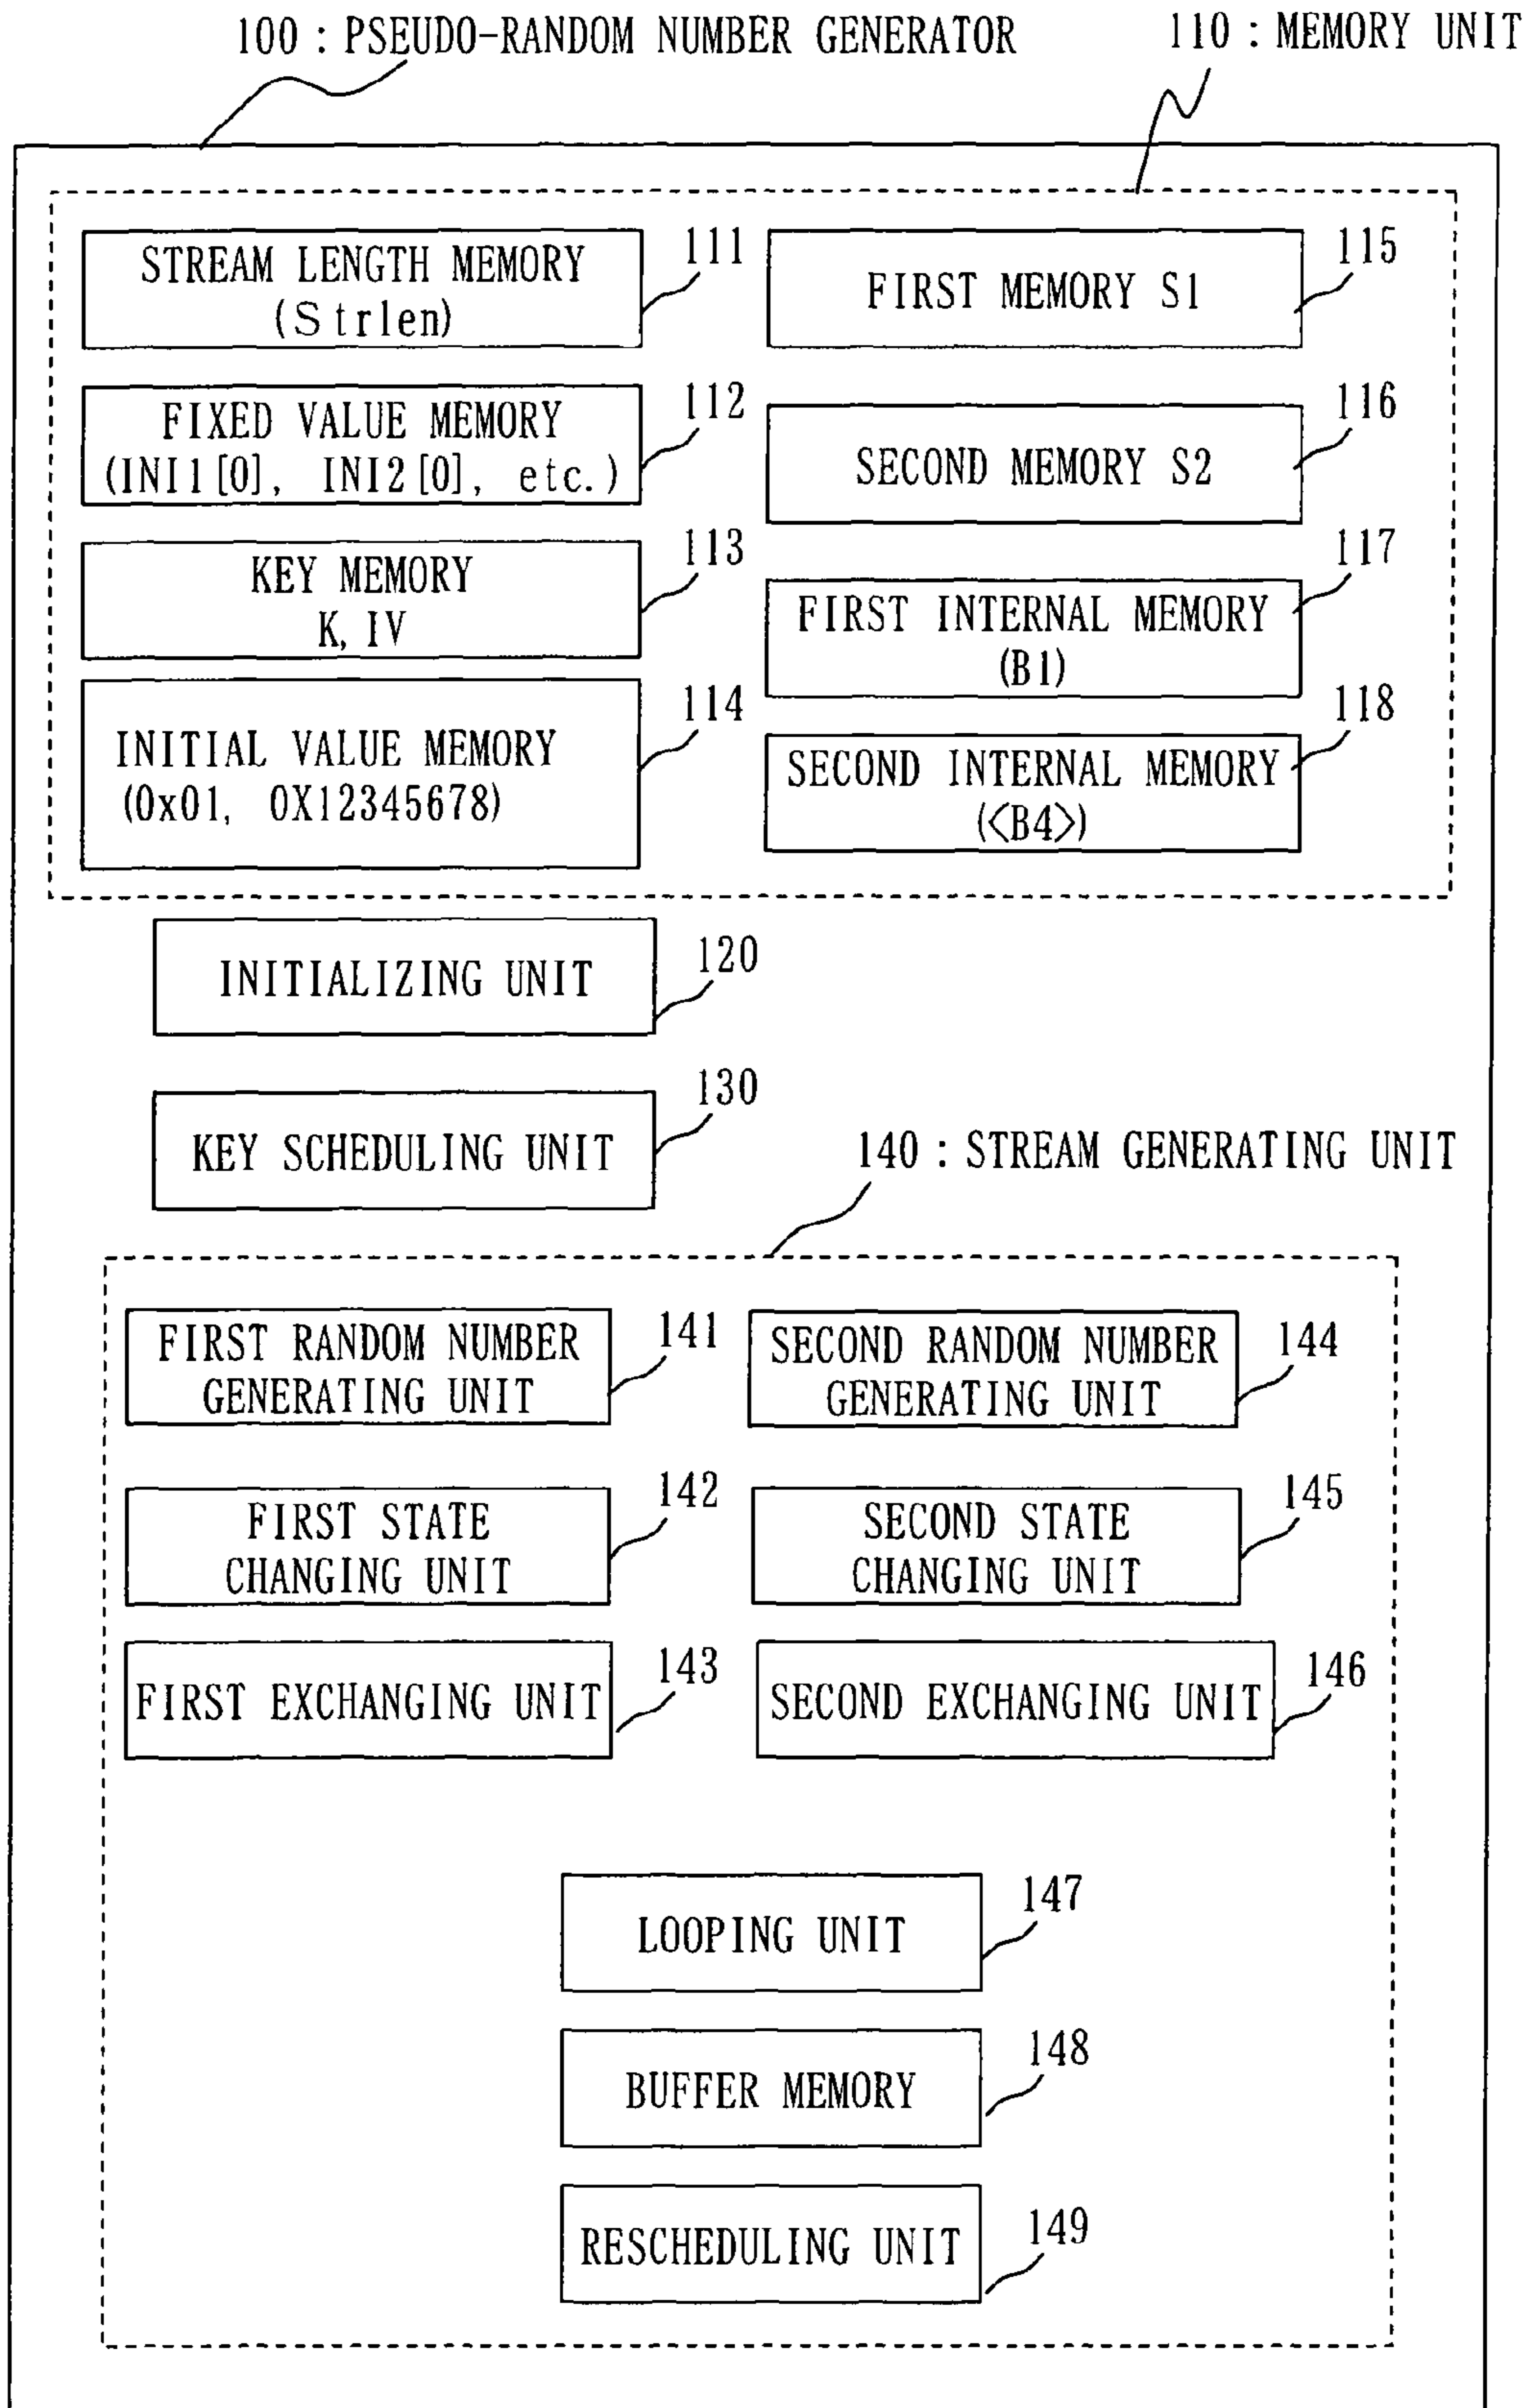 100 : PSEUDO-RANDOM NUMBER GENERATOR
110 : MEMORY UNIT
STREAM LENGTH MEMORY
(Strlen)
111
FIRST MEMORY S1
115
FIXED VALUE MEMORY
(INI1[0], INI2[0], etc.)
112
SECOND MEMORY S2
116
KEY MEMORY
K, IV
113
FIRST INTERNAL MEMORY
(B1)
117
INITIAL VALUE MEMORY
(0x01, 0X12345678)
114
SECOND INTERNAL MEMORY
(<B4>)
118
INITIALIZING UNIT
120
KEY SCHEDULING UNIT
130
140 : STREAM GENERATING UNIT
FIRST RANDOM NUMBER
GENERATING UNIT
141
SECOND RANDOM NUMBER
GENERATING UNIT
144
FIRST STATE
CHANGING UNIT
142
SECOND STATE
CHANGING UNIT
145
FIRST EXCHANGING UNIT
143
SECOND EXCHANGING UNIT
146
LOOPING UNIT
147
BUFFER MEMORY
148
RESCHEDULING UNIT
149